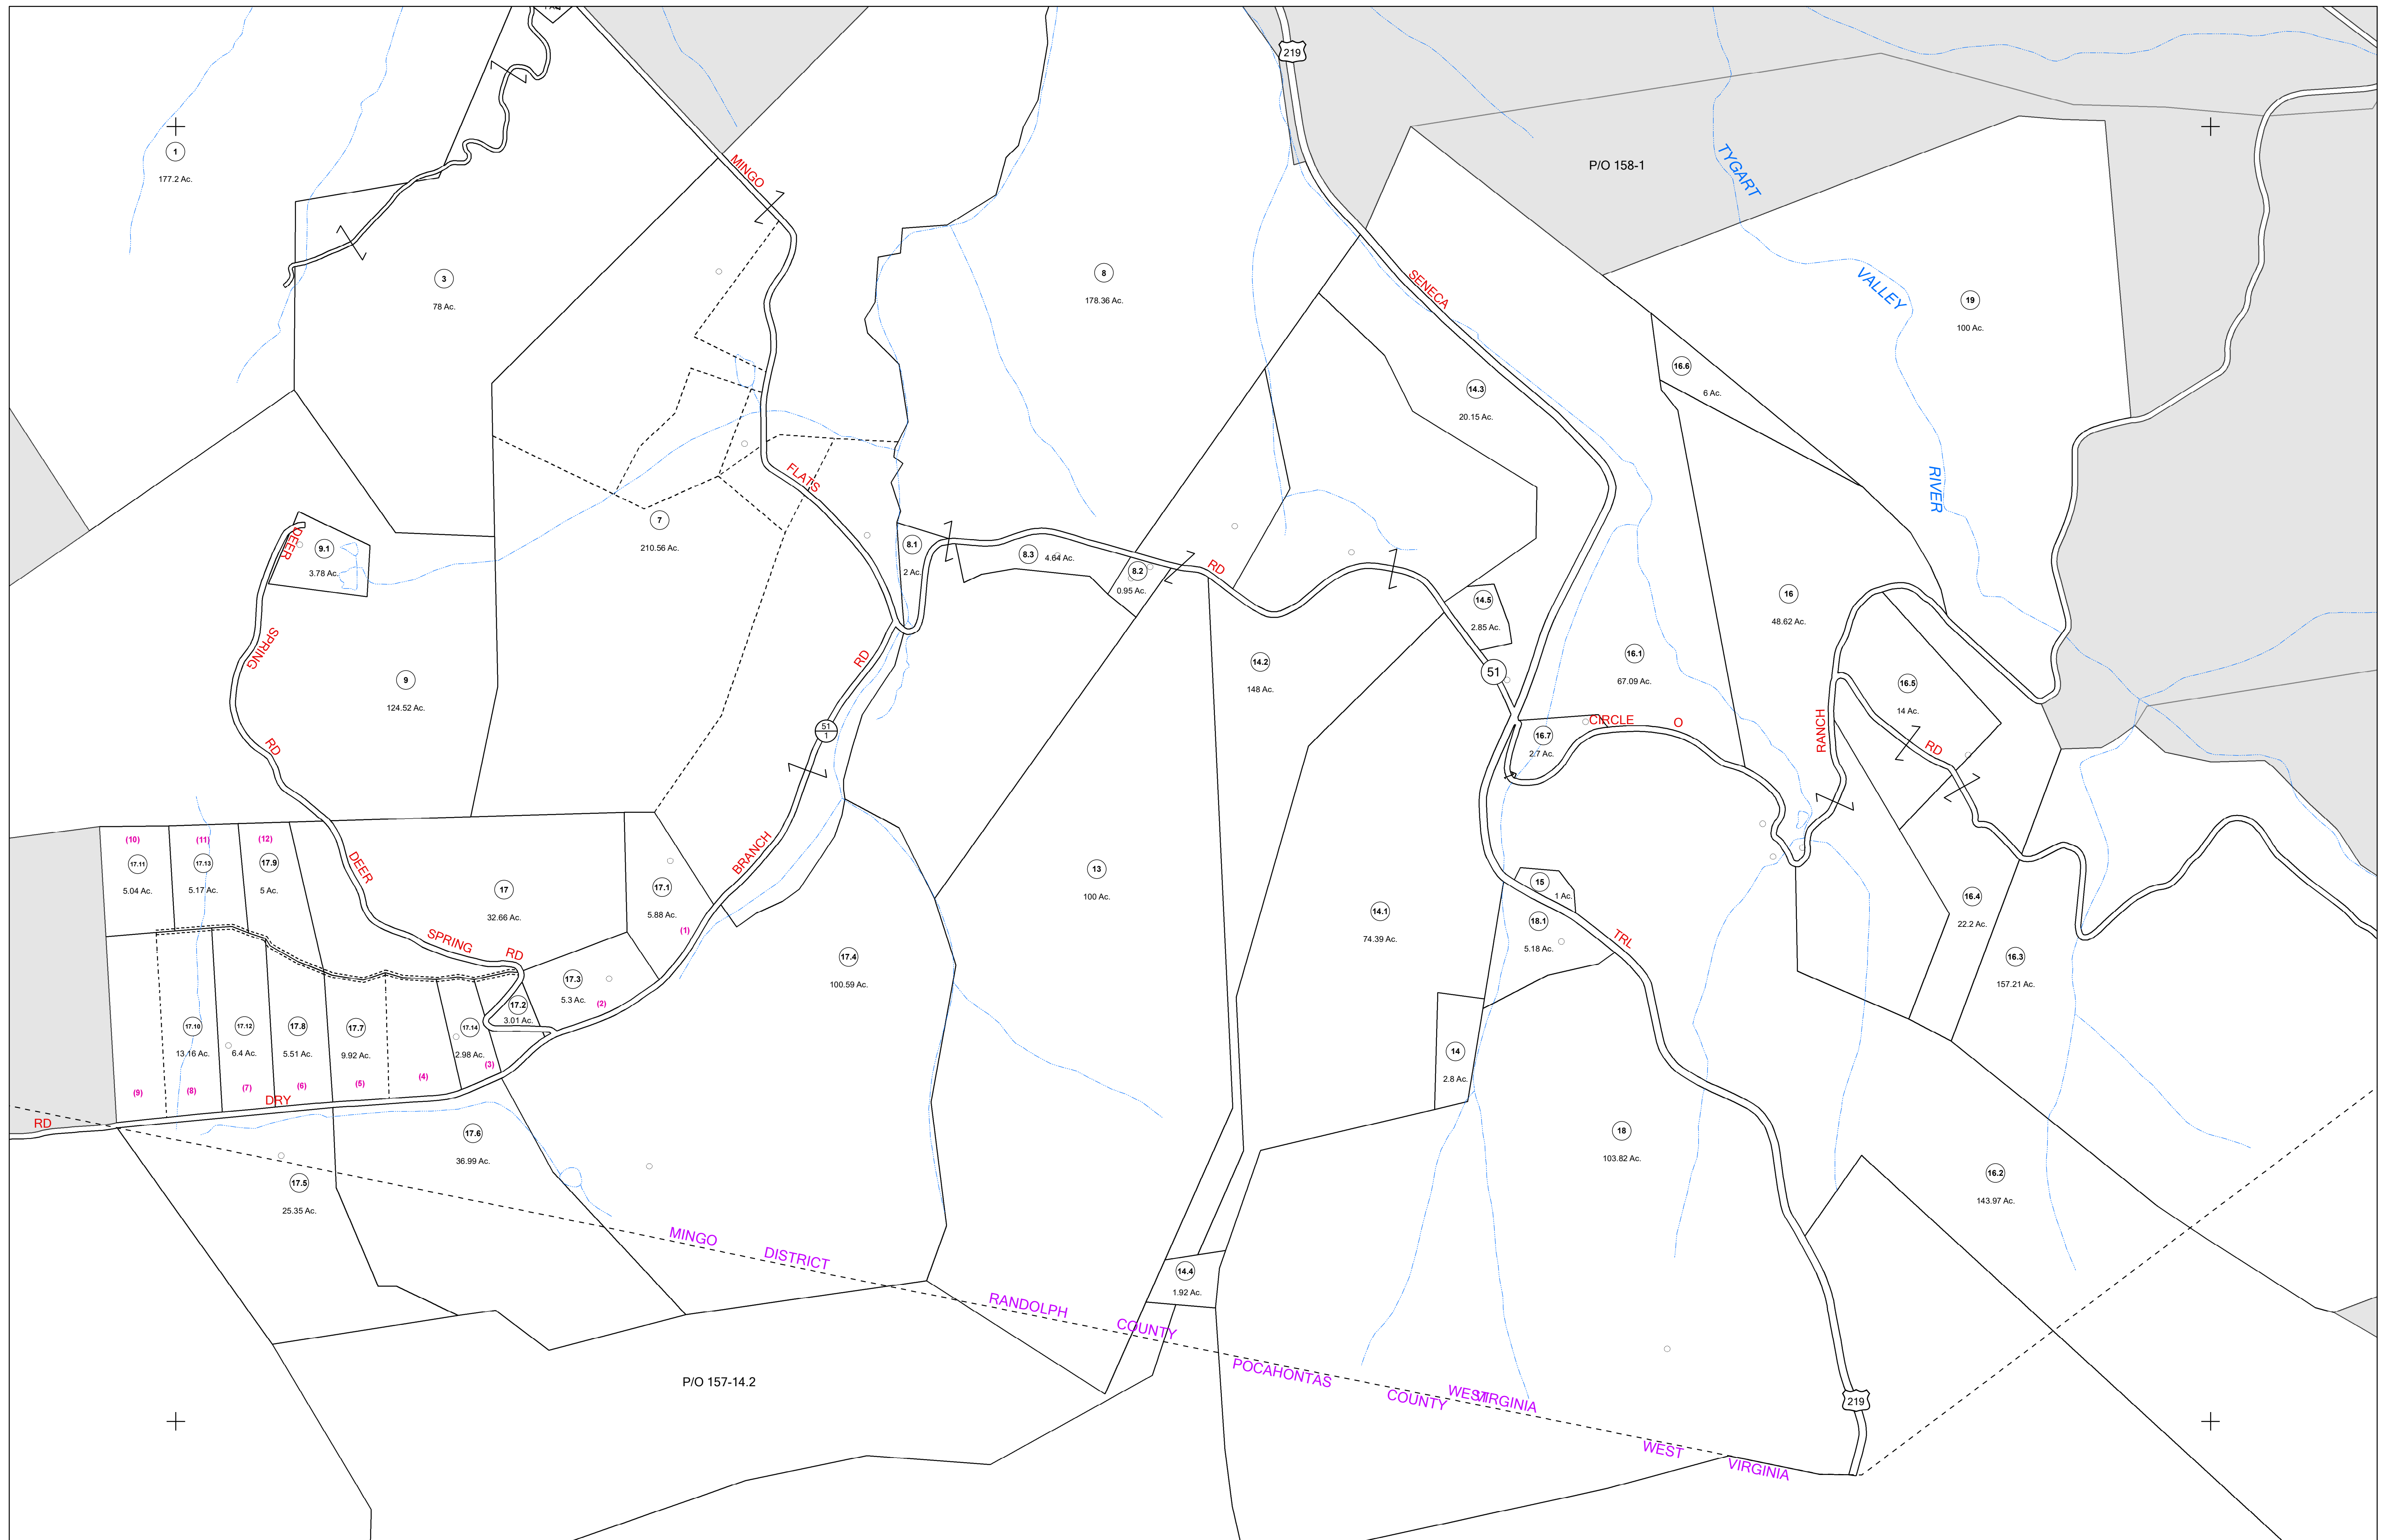 219
1
177.2 Ac.
MINGO
P/O 158-1
TYGART
VALLEY
RIVER
3
78 Ac.
8
178.36 Ac.
SENECA
19
100 Ac.
16.6
6 Ac.
14.3
20.15 Ac.
FLATS
7
210.56 Ac.
DEER
9.1
3.78 Ac.
8.1
2 Ac.
8.3
4.64 Ac.
8.2
0.95 Ac.
RD
14.5
2.85 Ac.
16
48.62 Ac.
SPRING
9
124.52 Ac.
RD
RD
14.2
148 Ac.
51
16.1
67.09 Ac.
16.5
14 Ac.
51
1
CIRCLE
O
RANCH
RD
16.7
2.7 Ac.
(10)
(11)
(12)
17.11
5.04 Ac.
17.13
5.17 Ac.
17.9
5 Ac.
DEER
17
32.66 Ac.
17.1
5.88 Ac.
(1)
BRANCH
13
100 Ac.
15
1 Ac.
14.1
74.39 Ac.
18.1
5.18 Ac.
TRL
16.4
22.2 Ac.
SPRING
RD
17.4
100.59 Ac.
16.3
157.21 Ac.
17.3
5.3 Ac.
(2)
17.2
3.01 Ac.
17.10
13.16 Ac.
17.12
6.4 Ac.
17.8
5.51 Ac.
17.7
9.92 Ac.
17.14
2.98 Ac.
(3)
14
2.8 Ac.
(9)
(8)
(7)
(6)
(5)
(4)
DRY
RD
17.6
36.99 Ac.
18
103.82 Ac.
17.5
25.35 Ac.
16.2
143.97 Ac.
MINGO
DISTRICT
14.4
1.92 Ac.
RANDOLPH
COUNTY
WEST
VIRGINIA
POCAHONTAS
COUNTY
WEST
VIRGINIA
P/O 157-14.2
219